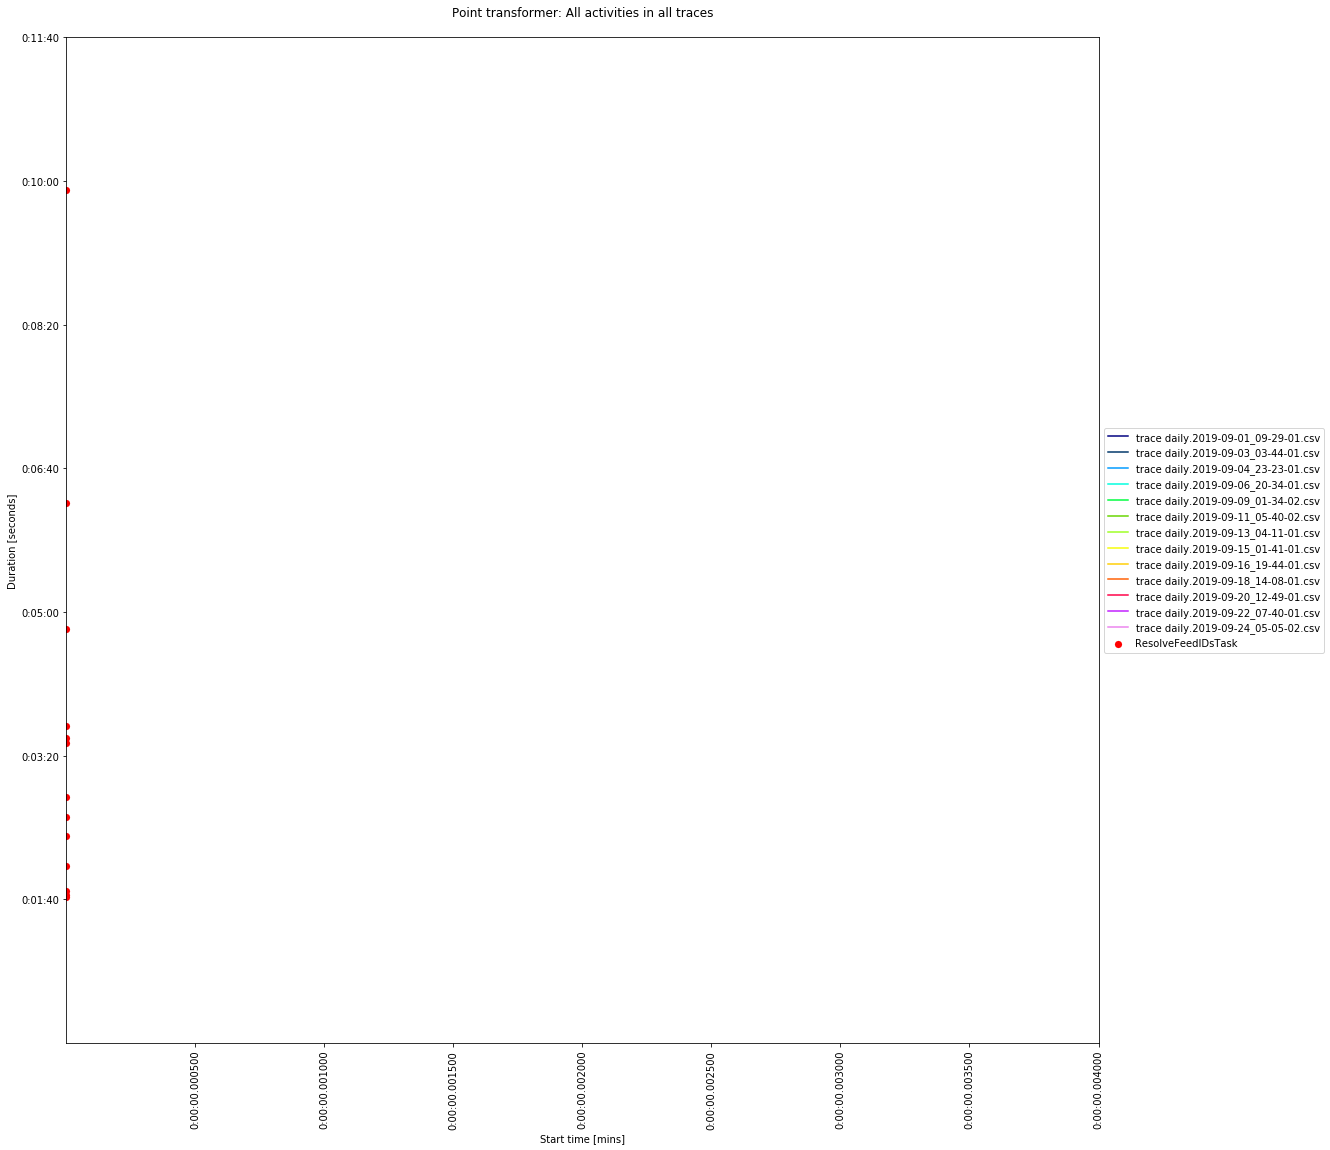 Point transformer: All activities in all traces
0:11:40
0:10:00
0:08:20
0:06:40
0:05:00
0:03:20
0:01:40
Duration [seconds]
0:00:00.000500
0:00:00.001000
0:00:00.001500
0:00:00.002000
0:00:00.002500
0:00:00.003000
0:00:00.003500
0:00:00.004000
Start time [mins]
trace daily.2019-09-01_09-29-01.csv
trace daily.2019-09-03_03-44-01.csv
trace daily.2019-09-04_23-23-01.csv
trace daily.2019-09-06_20-34-01.csv
trace daily.2019-09-09_01-34-02.csv
trace daily.2019-09-11_05-40-02.csv
trace daily.2019-09-13_04-11-01.csv
trace daily.2019-09-15_01-41-01.csv
trace daily.2019-09-16_19-44-01.csv
trace daily.2019-09-18_14-08-01.csv
trace daily.2019-09-20_12-49-01.csv
trace daily.2019-09-22_07-40-01.csv
trace daily.2019-09-24_05-05-02.csv
ResolveFeedIDsTask